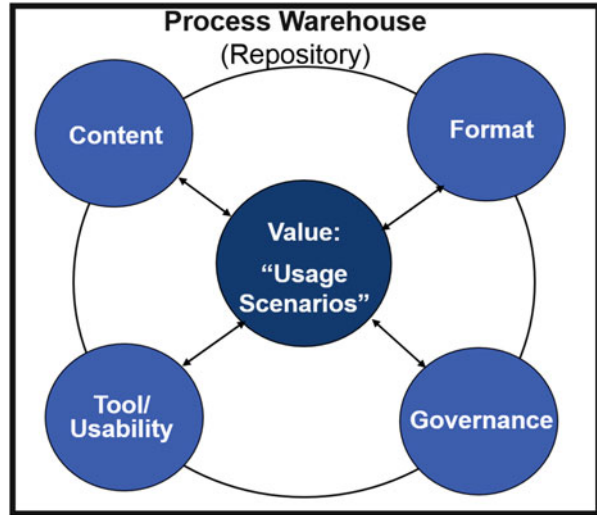 Process Warehouse
(Repository)
Content
Format
Value:
“Usage
Scenarios”
Tool/
Usability
Governance